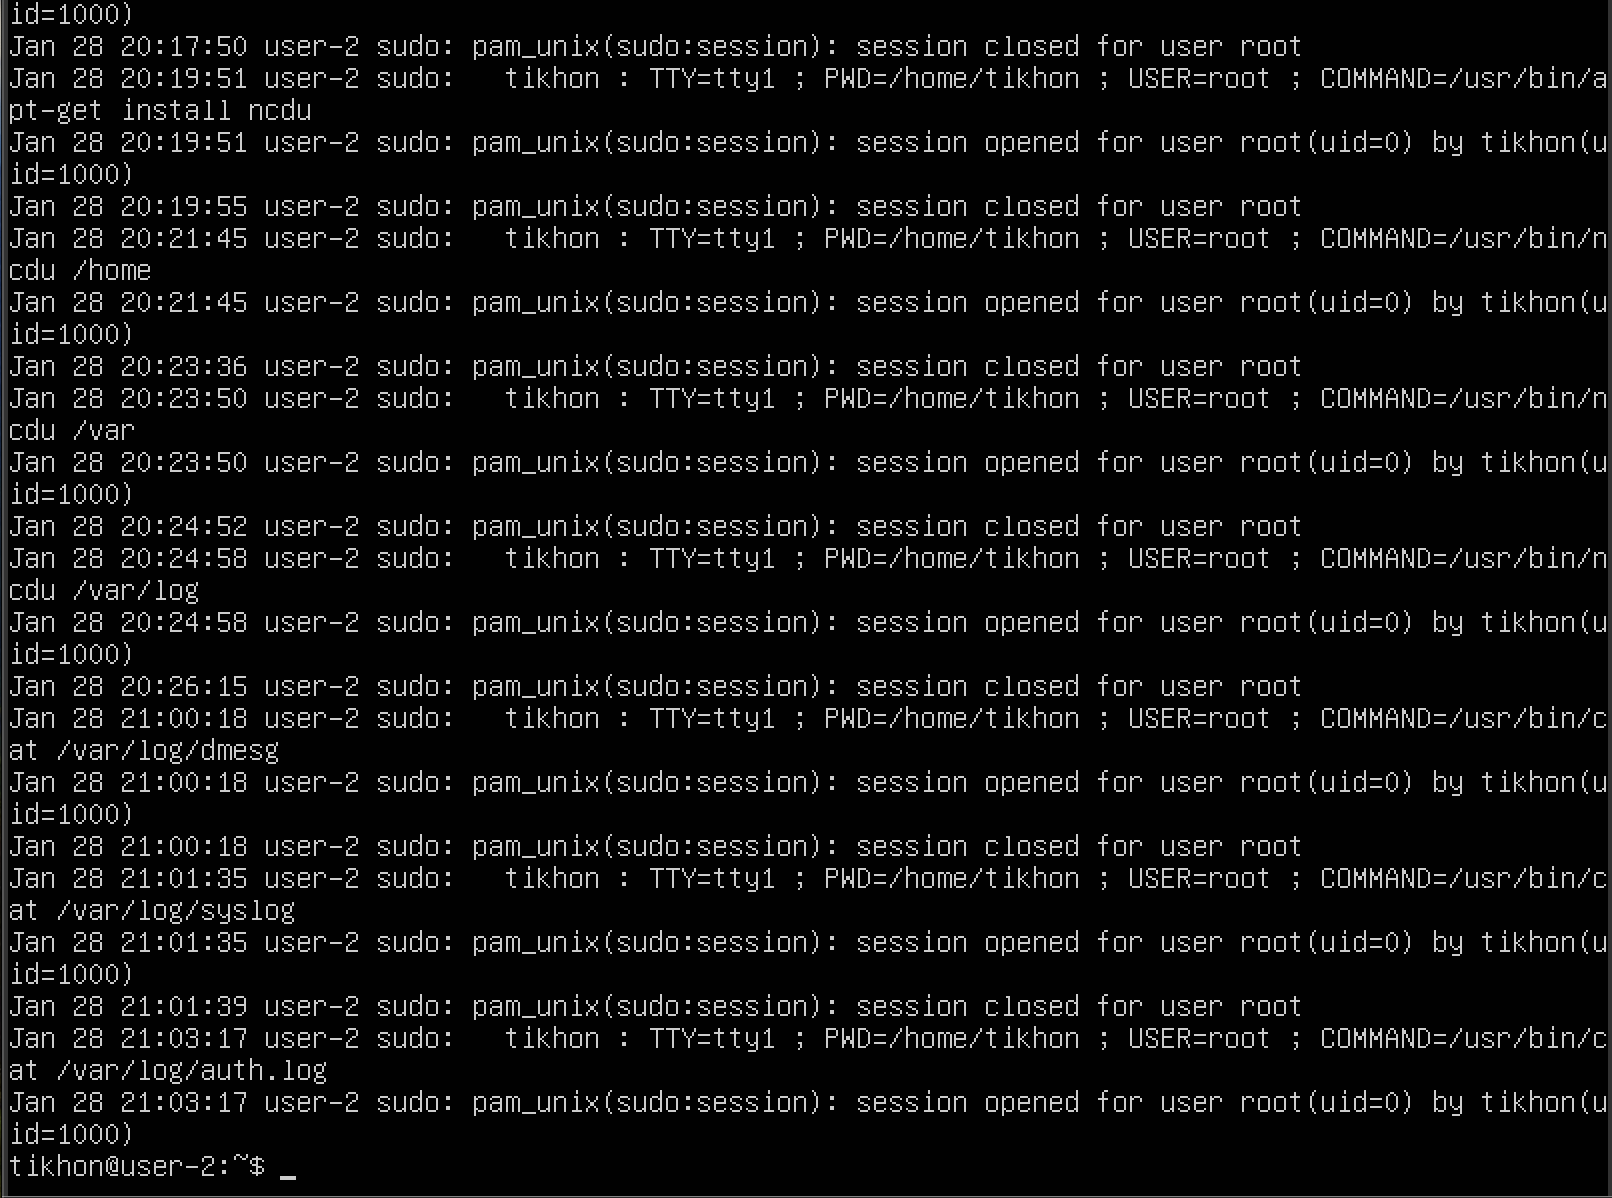 id=1000)
Jan 28 20:17:50 user-2 sudo: pam_unix(sudo:session): session closed for user root
Jan 28 20:19:51 user-2 sudo:   tikhon : TTY=tty1 ; PWD=/home/tikhon ; USER=root ; COMMAND=/usr/bin/a
pt-get install ncdu
Jan 28 20:19:51 user-2 sudo: pam_unix(sudo:session): session opened for user root(uid=0) by tikhon(u
id=1000)
Jan 28 20:19:55 user-2 sudo: pam_unix(sudo:session): session closed for user root
Jan 28 20:21:45 user-2 sudo:   tikhon : TTY=tty1 ; PWD=/home/tikhon ; USER=root ; COMMAND=/usr/bin/n
cdu /home
Jan 28 20:21:45 user-2 sudo: pam_unix(sudo:session): session opened for user root(uid=0) by tikhon(u
id=1000)
Jan 28 20:23:36 user-2 sudo: pam_unix(sudo:session): session closed for user root
Jan 28 20:23:50 user-2 sudo:   tikhon : TTY=tty1 ; PWD=/home/tikhon ; USER=root ; COMMAND=/usr/bin/n
cdu /var
Jan 28 20:23:50 user-2 sudo: pam_unix(sudo:session): session opened for user root(uid=0) by tikhon(u
id=1000)
Jan 28 20:24:52 user-2 sudo: pam_unix(sudo:session): session closed for user root
Jan 28 20:24:58 user-2 sudo:   tikhon : TTY=tty1 ; PWD=/home/tikhon ; USER=root ; COMMAND=/usr/bin/n
cdu /var/log
Jan 28 20:24:58 user-2 sudo: pam_unix(sudo:session): session opened for user root(uid=0) by tikhon(u
id=1000)
Jan 28 20:26:15 user-2 sudo: pam_unix(sudo:session): session closed for user root
Jan 28 21:00:18 user-2 sudo:   tikhon : TTY=tty1 ; PWD=/home/tikhon ; USER=root ; COMMAND=/usr/bin/c
at /var/log/dmesg
Jan 28 21:00:18 user-2 sudo: pam_unix(sudo:session): session opened for user root(uid=0) by tikhon(u
id=1000)
Jan 28 21:00:18 user-2 sudo: pam_unix(sudo:session): session closed for user root
Jan 28 21:01:35 user-2 sudo:   tikhon : TTY=tty1 ; PWD=/home/tikhon ; USER=root ; COMMAND=/usr/bin/c
at /var/log/syslog
Jan 28 21:01:35 user-2 sudo: pam_unix(sudo:session): session opened for user root(uid=0) by tikhon(u
id=1000)
Jan 28 21:01:39 user-2 sudo: pam_unix(sudo:session): session closed for user root
Jan 28 21:03:17 user-2 sudo:   tikhon : TTY=tty1 ; PWD=/home/tikhon ; USER=root ; COMMAND=/usr/bin/c
at /var/log/auth.log
Jan 28 21:03:17 user-2 sudo: pam_unix(sudo:session): session opened for user root(uid=0) by tikhon(u
id=1000)
tikhon@user-2:~$ _